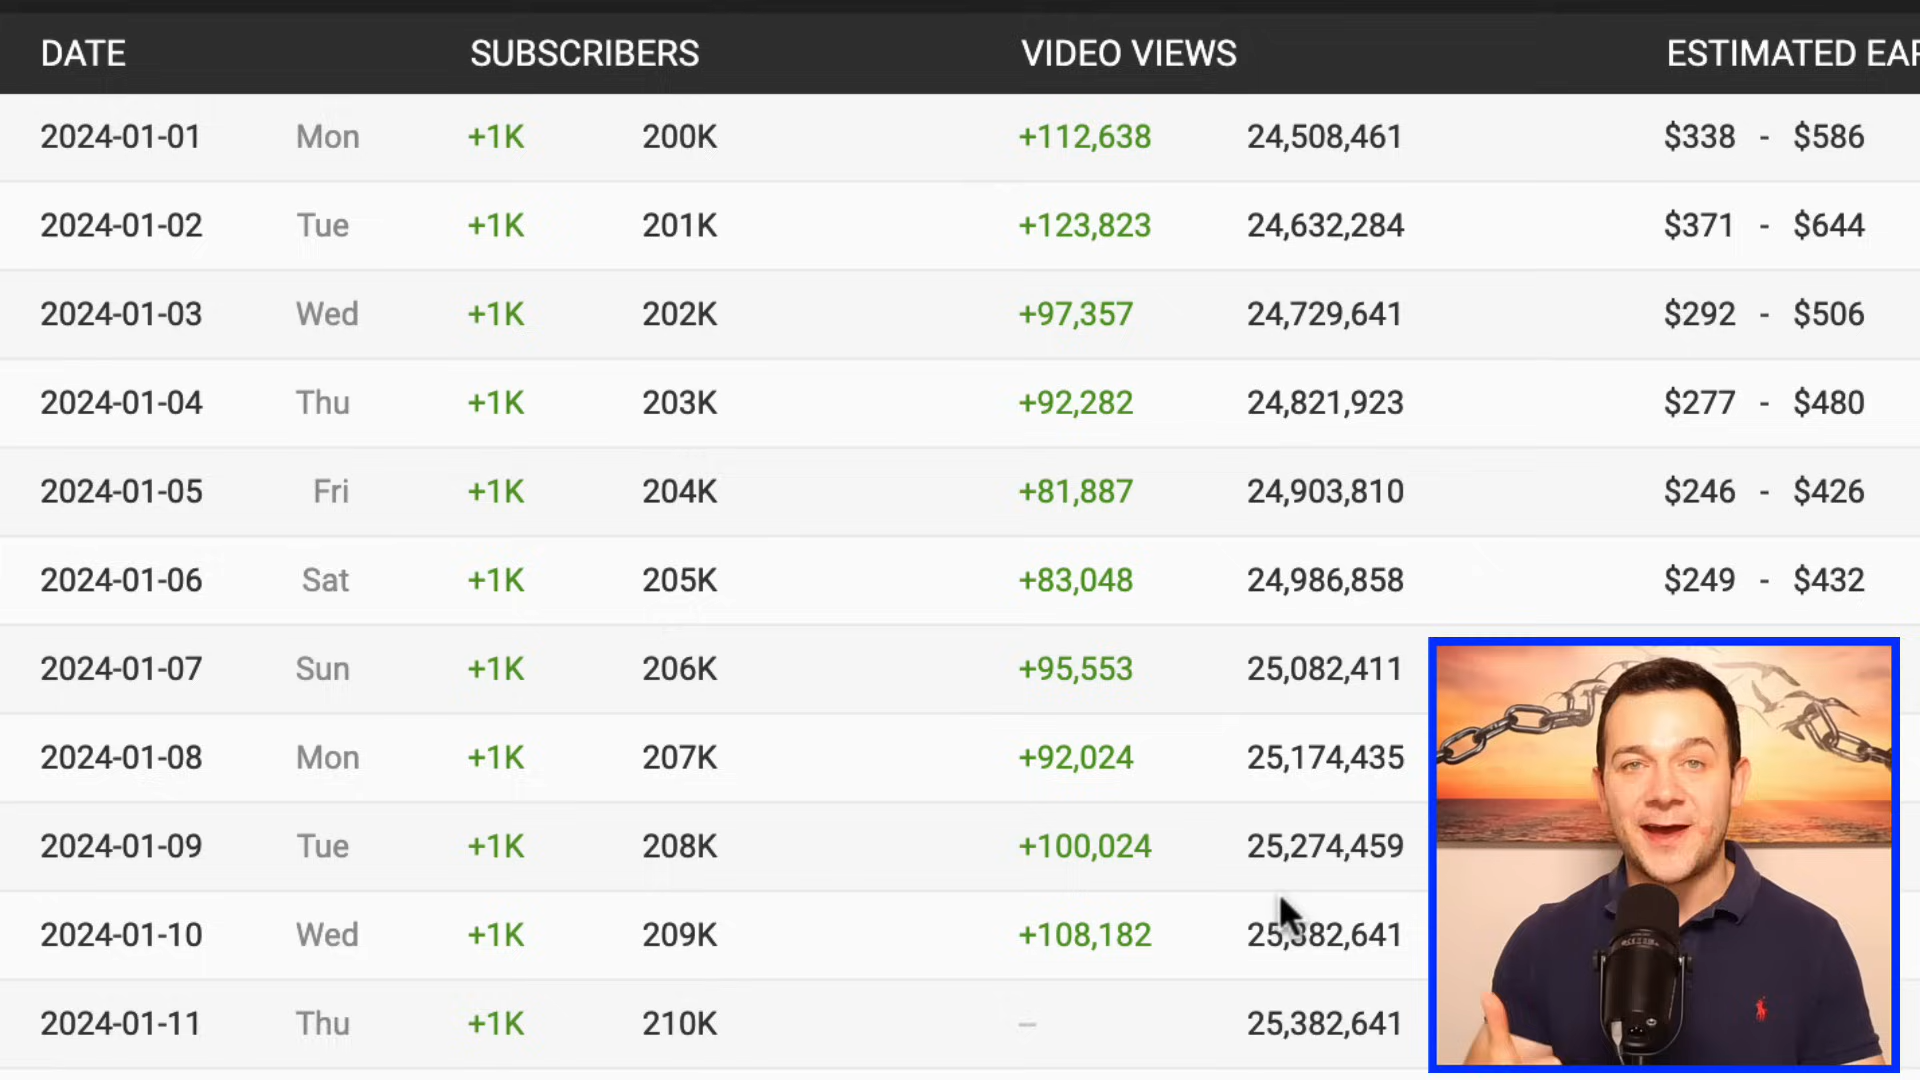 DATE SUBSCRIBERS VIDEO VIEWS ESTIMATED EAR
2024-01-01 Mon +1K 200K +112,638 24,508,461 $338 - $586
2024-01-02 Tue +1K 201K +123,823 24,632,284 $371 - $644
2024-01-03 Wed +1K 202K +97,357 24,729,641 $292 - $506
2024-01-04 Thu +1K 203K +92,282 24,821,923 $277 - $480
2024-01-05 Fri +1K 204K +81,887 24,903,810 $246 - $426
2024-01-06 Sat +1K 205K +83,048 24,986,858 $249 - $432
2024-01-07 Sun +1K 206K +95,553 25,082,411
2024-01-08 Mon +1K 207K +92,024 25,174,435
2024-01-09 Tue +1K 208K +100,024 25,274,459
2024-01-10 Wed +1K 209K +108,182 25,382,641
2024-01-11 Thu +1K 210K – 25,382,641